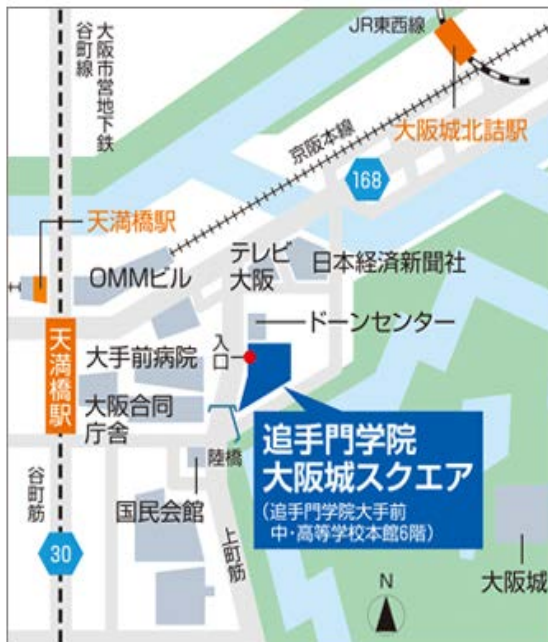 JR東西線
大阪市営地下鉄
谷町線
大阪城北詰駅
京阪本線
168
天満橋駅
OMMビル
テレビ
大阪
日本経済新聞社
ドーンセンター
入口
天満橋駅
大手前病院
大阪合同
庁舎
追手門学院
大阪城スクエア
(追手門学院大手前
中・高等学校本館6階)
陸橋
国民会館
谷町筋
上町筋
30
大阪城
N